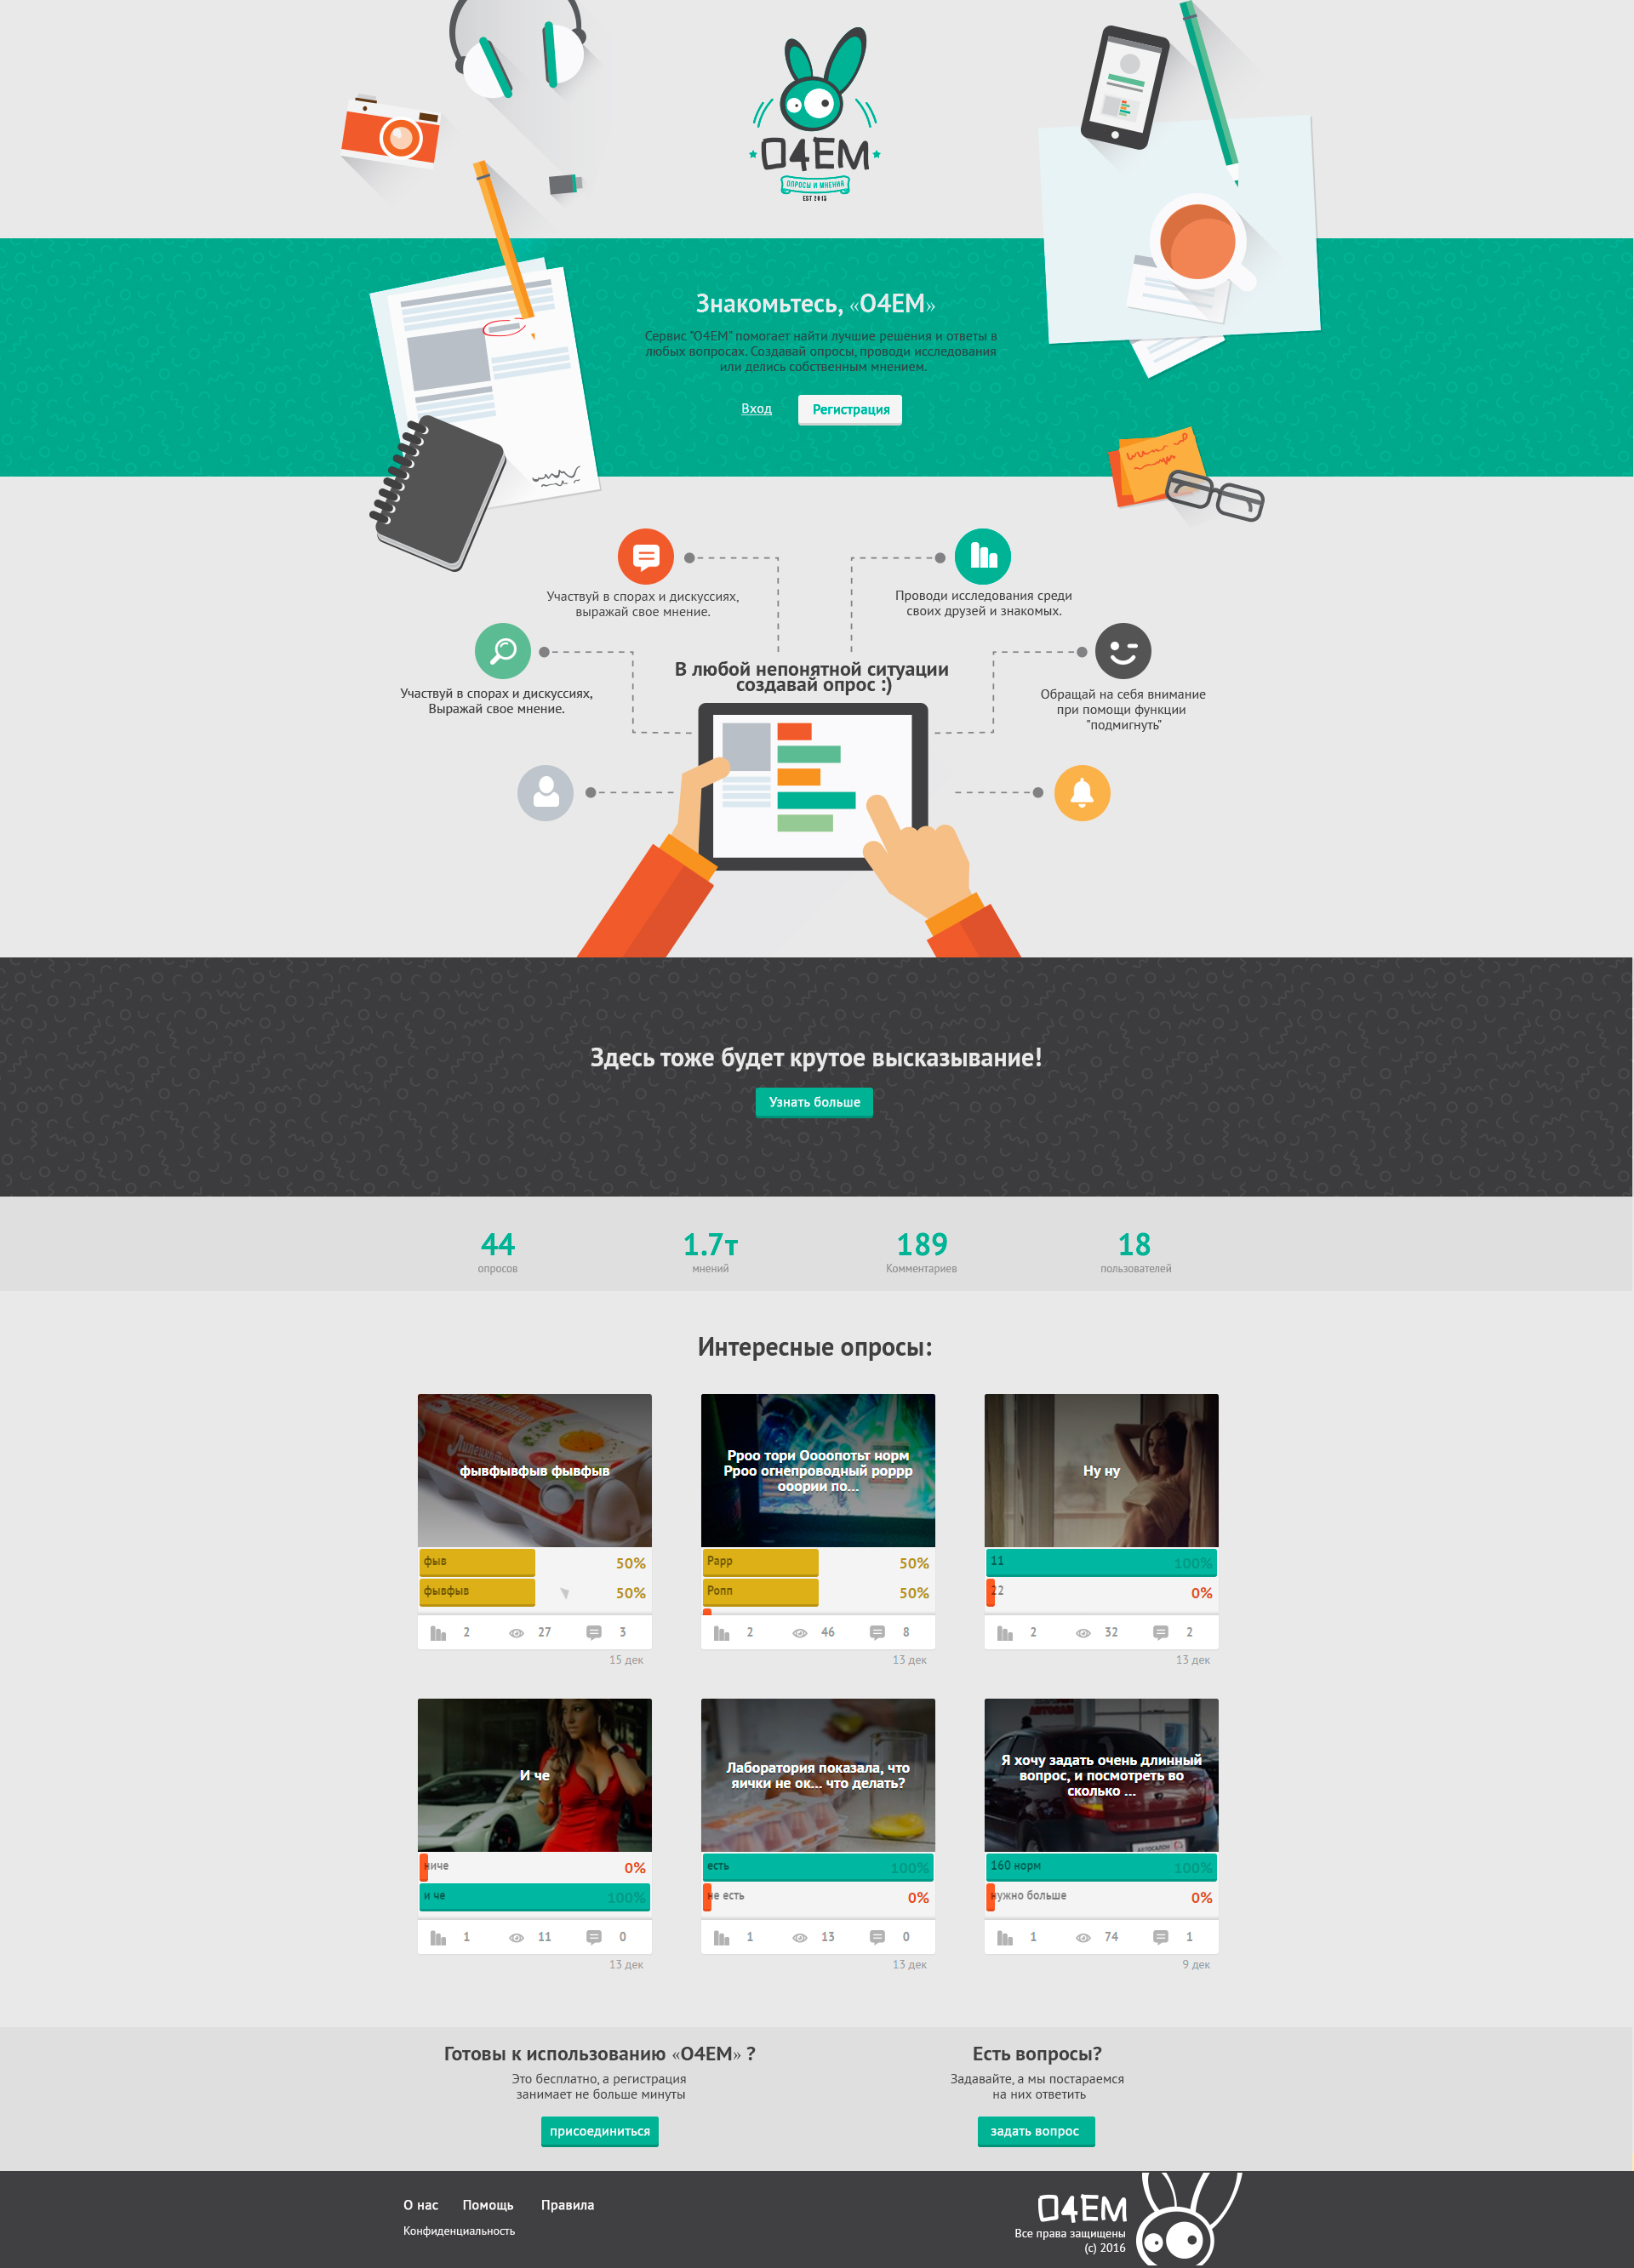 O4EM
ОПРОСЫ И МНЕНИЯ
EST 2015
Знакомьтесь, «О4ЕМ»
Сервис "О4ЕМ" помогает найти лучшие решения и ответы в
любых вопросах. Создавай опросы, проводи исследования
или делись собственным мнением.
Вход
Регистрация
Участвуй в спорах и дискуссиях,
выражай свое мнение.
Проводи исследования среди
своих друзей и знакомых.
Участвуй в спорах и дискуссиях,
Выражай свое мнение.
В любой непонятной ситуации
создавай опрос :)
Обращай на себя внимание
при помощи функции
"подмигнуть"
Здесь тоже будет крутое высказывание!
Узнать больше
44
опросов
1.7т
мнений
189
Комментариев
18
пользователей
Интересные опросы:
фывфывфыв фывфыв
фыв 50%
фывфыв 50%
2 27 3
15 дек
Рроо тори Оооопотьт норм
Рроо огнепроводный роррр
ооории по...
Рарр 50%
Ропп 50%
2 46 8
13 дек
Ну ну
11 100%
22 0%
2 32 2
13 дек
И че
ниче 0%
и че 100%
1 11 0
13 дек
Лаборатория показала, что
яички не ок... что делать?
есть 100%
не есть 0%
1 13 0
13 дек
Я хочу задать очень длинный
вопрос, и посмотреть во
сколько ...
160 норм 100%
нужно больше 0%
1 74 1
9 дек
Готовы к использованию «О4ЕМ» ?
Это бесплатно, а регистрация
занимает не больше минуты
присоединиться
Есть вопросы?
Задавайте, а мы постараемся
на них ответить
задать вопрос
О нас Помощь Правила
Конфиденциальность
O4EM
Все права защищены
(с) 2016